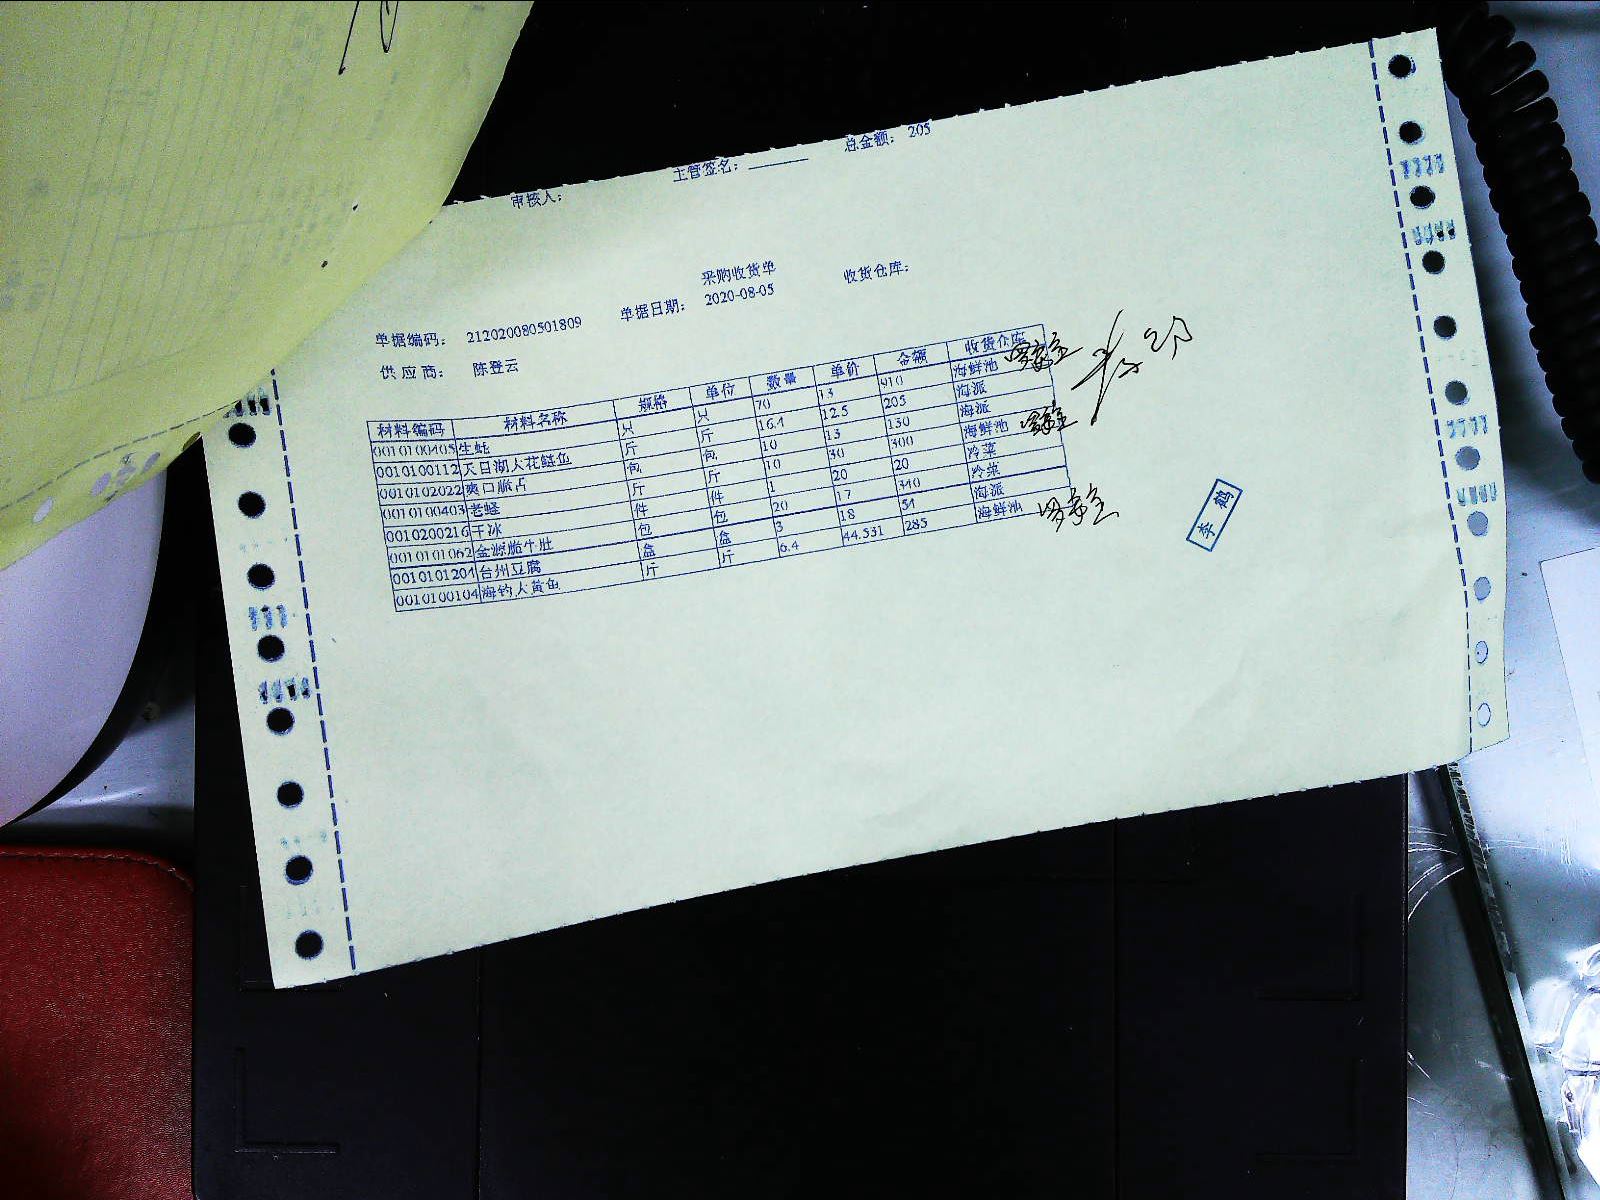 审核人: 主管签名: 总金额: 205
采购收货单
单据编码: 212020080501809 单据日期: 2020-08-05 收货仓库:
供应商: 陈登云
材料编码 材料名称 规格 单位 数量 单价 金额 收货仓库
0010100405 生蚝 只 只 70 13 910 海鲜池
0010100112 天目湖大花鲢鱼 斤 斤 16.4 12.5 205 海派
0010102022 爽口脆占 包 包 10 13 130 海派
0010100403 老蛏 斤 斤 10 30 300 海鲜池
0010200216 干冰 件 件 1 20 20 冷菜
0010101062 金源脆牛肚 包 包 20 17 340 冷菜
0010101204 台州豆腐 盒 盒 3 18 54 海派
0010100104 海钓大黄鱼 斤 斤 6.4 44.531 285 海鲜池
李鹤